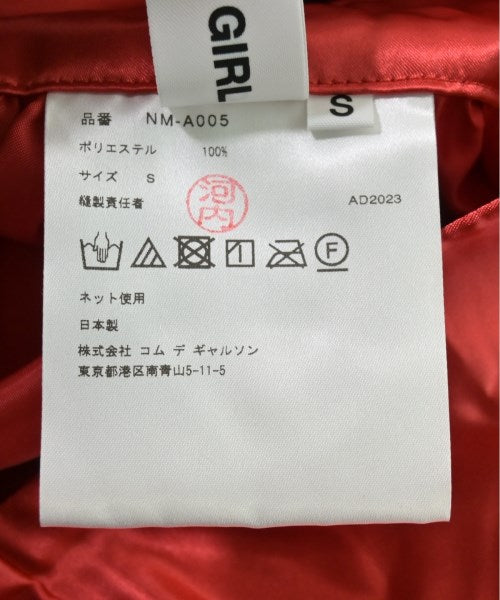 GIRL
S
品番 NM-A005
ポリエステル 100%
サイズ S
縫製責任者 河内 AD2023
F
ネット使用
日本製
株式会社 コム デ ギャルソン
東京都港区南青山5-11-5